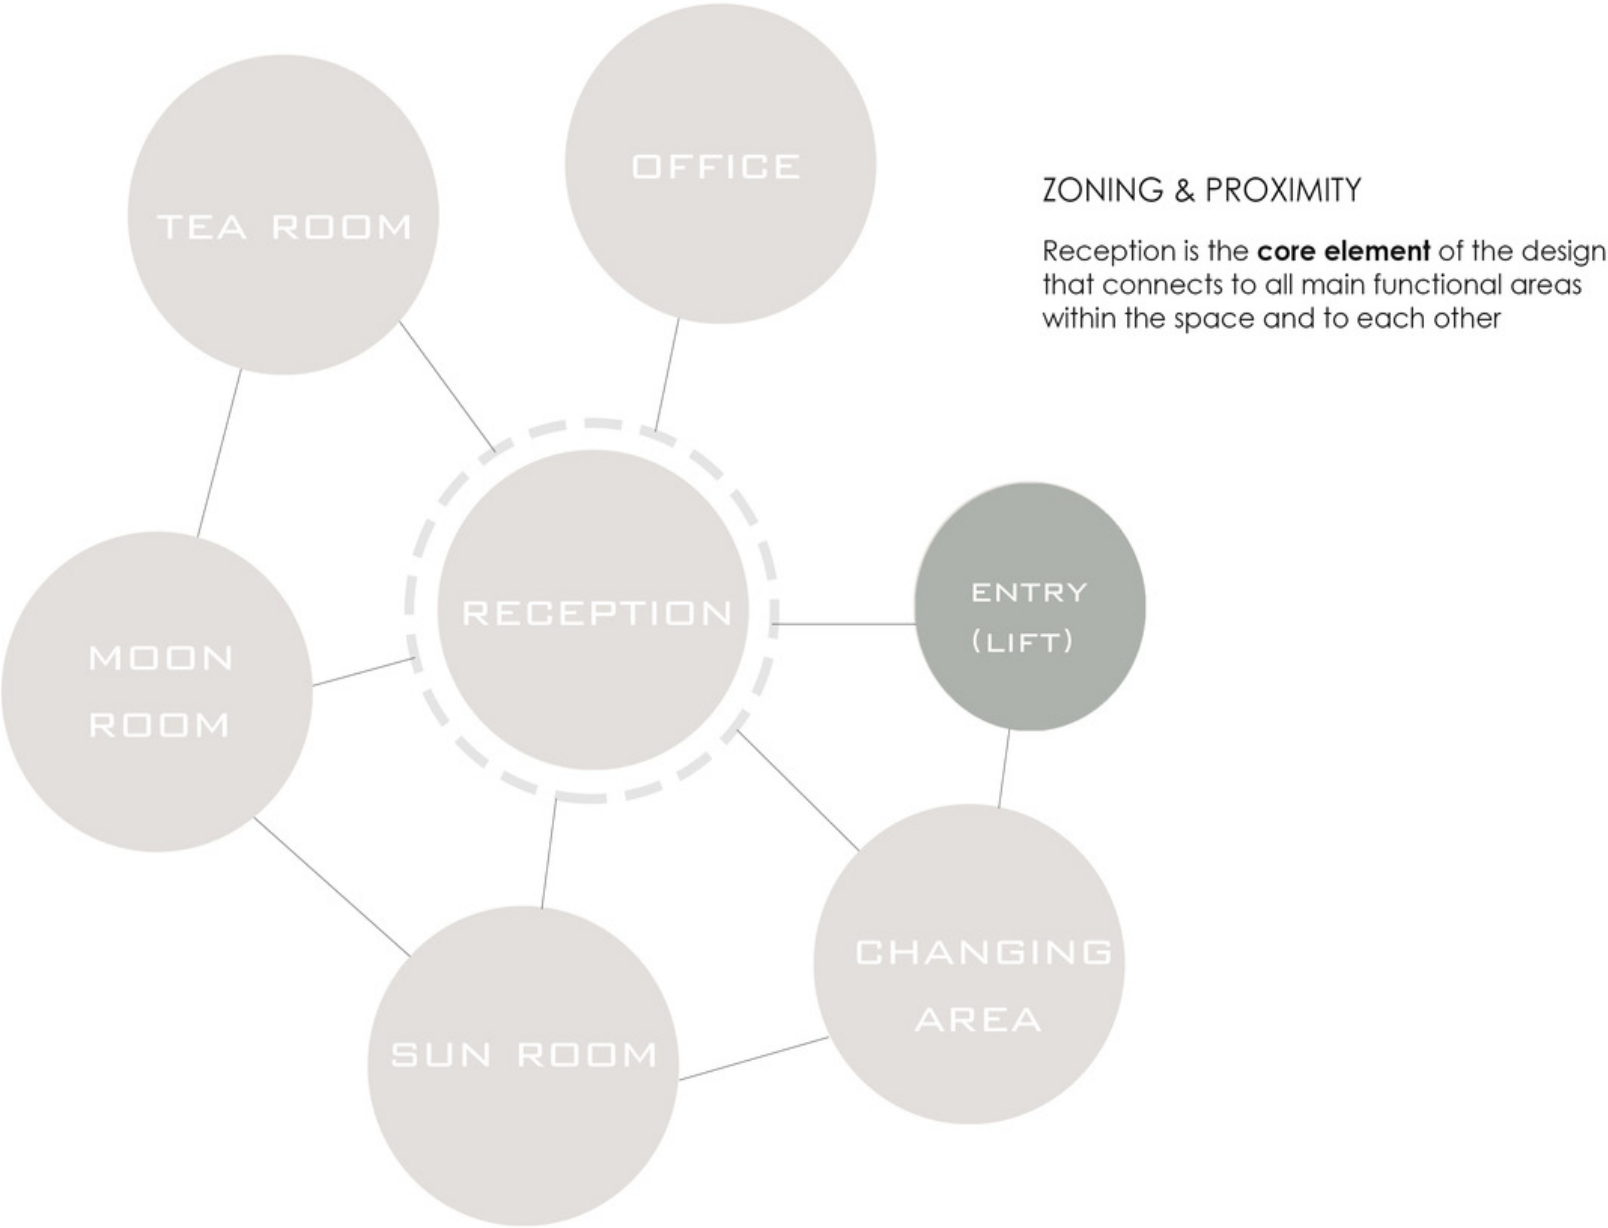 OFFICE
TEA ROOM
ZONING & PROXIMITY
Reception is the core element of the design
that connects to all main functional areas
within the space and to each other
RECEPTION
ENTRY
(LIFT)
MOON
ROOM
CHANGING
AREA
SUN ROOM